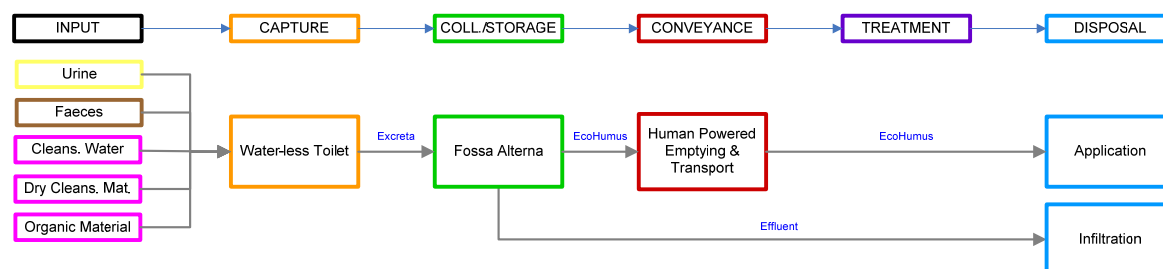 INPUT
CAPTURE
COLL./STORAGE
CONVEYANCE
TREATMENT
DISPOSAL
Urine
Faeces
Cleans. Water
Dry Cleans. Mat.
Organic Material
Water-less Toilet
Excreta
Fossa Alterna
EcoHumus
Human Powered
Emptying &
Transport
EcoHumus
Application
Effluent
Infiltration